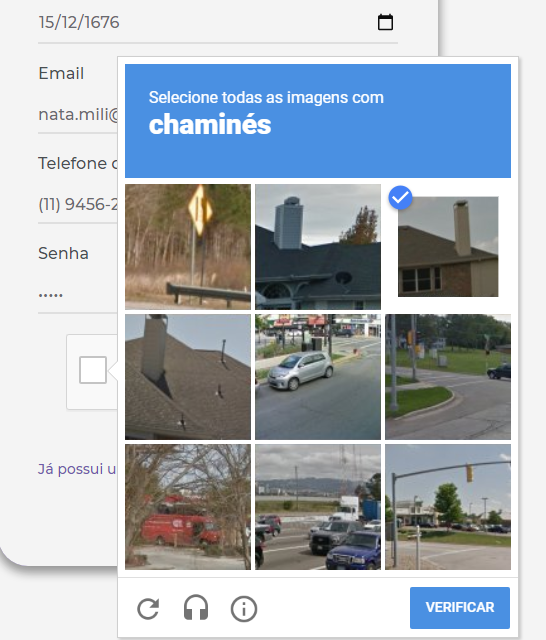 15/12/1676
Email
nata.mili@
Telefone
(11) 9456-2
Senha
Já possui u
Selecione todas as imagens com
chaminés
VERIFICAR